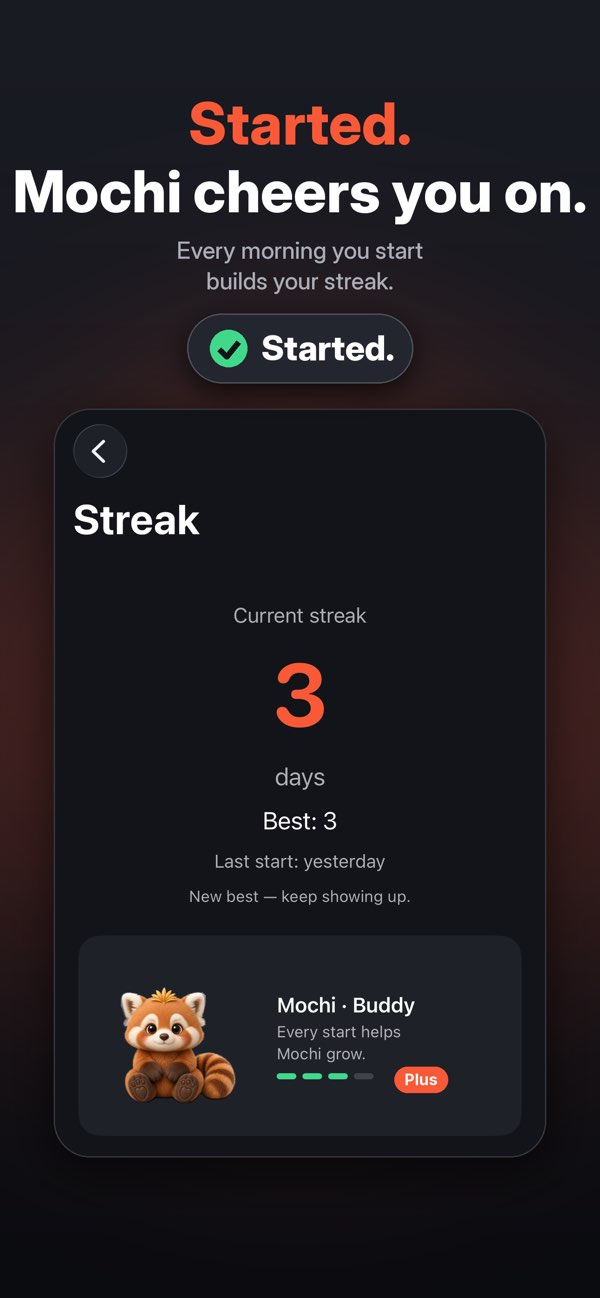 Started.
Mochi cheers you on.
Every morning you start
builds your streak.
Started.
Streak
Current streak
3
days
Best: 3
Last start: yesterday
New best — keep showing up.
Mochi · Buddy
Every start helps
Mochi grow.
Plus